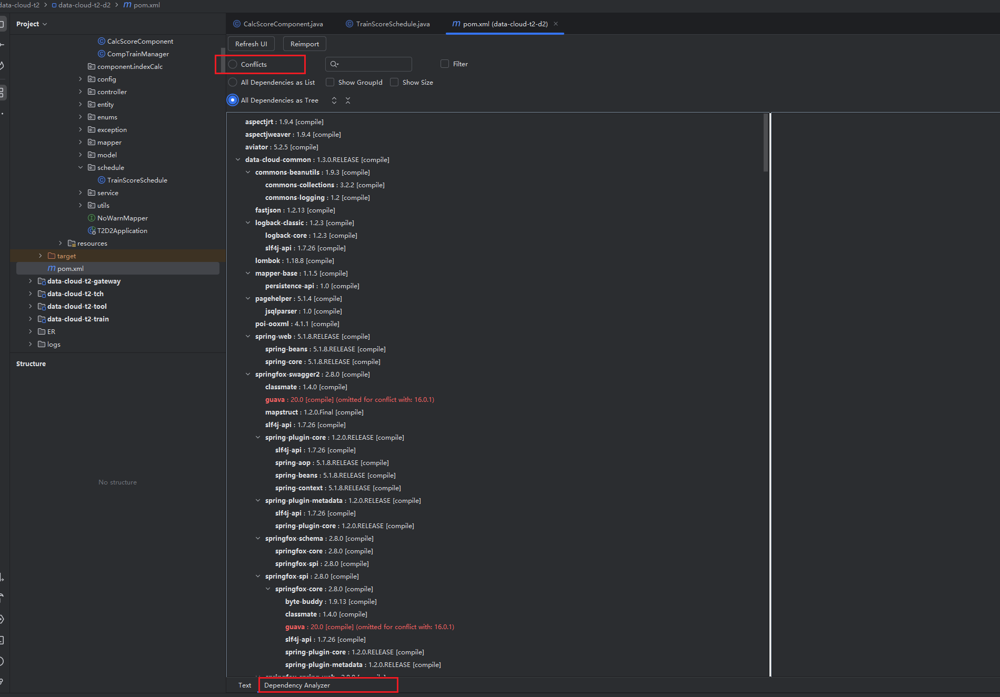 data-cloud-t2 > data-cloud-t2-d2 > m pom.xml
Project
CalcScoreComponent.java
TrainScoreSchedule.java
pom.xml (data-cloud-t2-d2)
CalcScoreComponent
CompTrainManager
component.indexCalc
config
controller
entity
enums
exception
mapper
model
schedule
TrainScoreSchedule
service
utils
NoWarnMapper
T2D2Application
resources
target
pom.xml
data-cloud-t2-gateway
data-cloud-t2-tch
data-cloud-t2-tool
data-cloud-t2-train
ER
logs
Structure
No structure
Refresh UI
Reimport
Conflicts
Filter
All Dependencies as List
Show GroupId
Show Size
All Dependencies as Tree
aspectjrt : 1.9.4 [compile]
aspectjweaver : 1.9.4 [compile]
aviator : 5.2.5 [compile]
data-cloud-common : 1.3.0.RELEASE [compile]
commons-beanutils : 1.9.3 [compile]
commons-collections : 3.2.2 [compile]
commons-logging : 1.2 [compile]
fastjson : 1.2.13 [compile]
logback-classic : 1.2.3 [compile]
logback-core : 1.2.3 [compile]
slf4j-api : 1.7.26 [compile]
lombok : 1.18.8 [compile]
mapper-base : 1.1.5 [compile]
persistence-api : 1.0 [compile]
pagehelper : 5.1.4 [compile]
jsqlparser : 1.0 [compile]
poi-ooxml : 4.1.1 [compile]
spring-web : 5.1.8.RELEASE [compile]
spring-beans : 5.1.8.RELEASE [compile]
spring-core : 5.1.8.RELEASE [compile]
springfox-swagger2 : 2.8.0 [compile]
classmate : 1.4.0 [compile]
guava : 20.0 [compile] (omitted for conflict with: 16.0.1)
mapstruct : 1.2.0.Final [compile]
slf4j-api : 1.7.26 [compile]
spring-plugin-core : 1.2.0.RELEASE [compile]
slf4j-api : 1.7.26 [compile]
spring-aop : 5.1.8.RELEASE [compile]
spring-beans : 5.1.8.RELEASE [compile]
spring-context : 5.1.8.RELEASE [compile]
spring-plugin-metadata : 1.2.0.RELEASE [compile]
slf4j-api : 1.7.26 [compile]
spring-plugin-core : 1.2.0.RELEASE [compile]
springfox-schema : 2.8.0 [compile]
springfox-core : 2.8.0 [compile]
springfox-spi : 2.8.0 [compile]
springfox-spi : 2.8.0 [compile]
springfox-core : 2.8.0 [compile]
byte-buddy : 1.9.13 [compile]
classmate : 1.4.0 [compile]
guava : 20.0 [compile] (omitted for conflict with: 16.0.1)
slf4j-api : 1.7.26 [compile]
spring-plugin-core : 1.2.0.RELEASE [compile]
spring-plugin-metadata : 1.2.0.RELEASE [compile]
Text
Dependency Analyzer